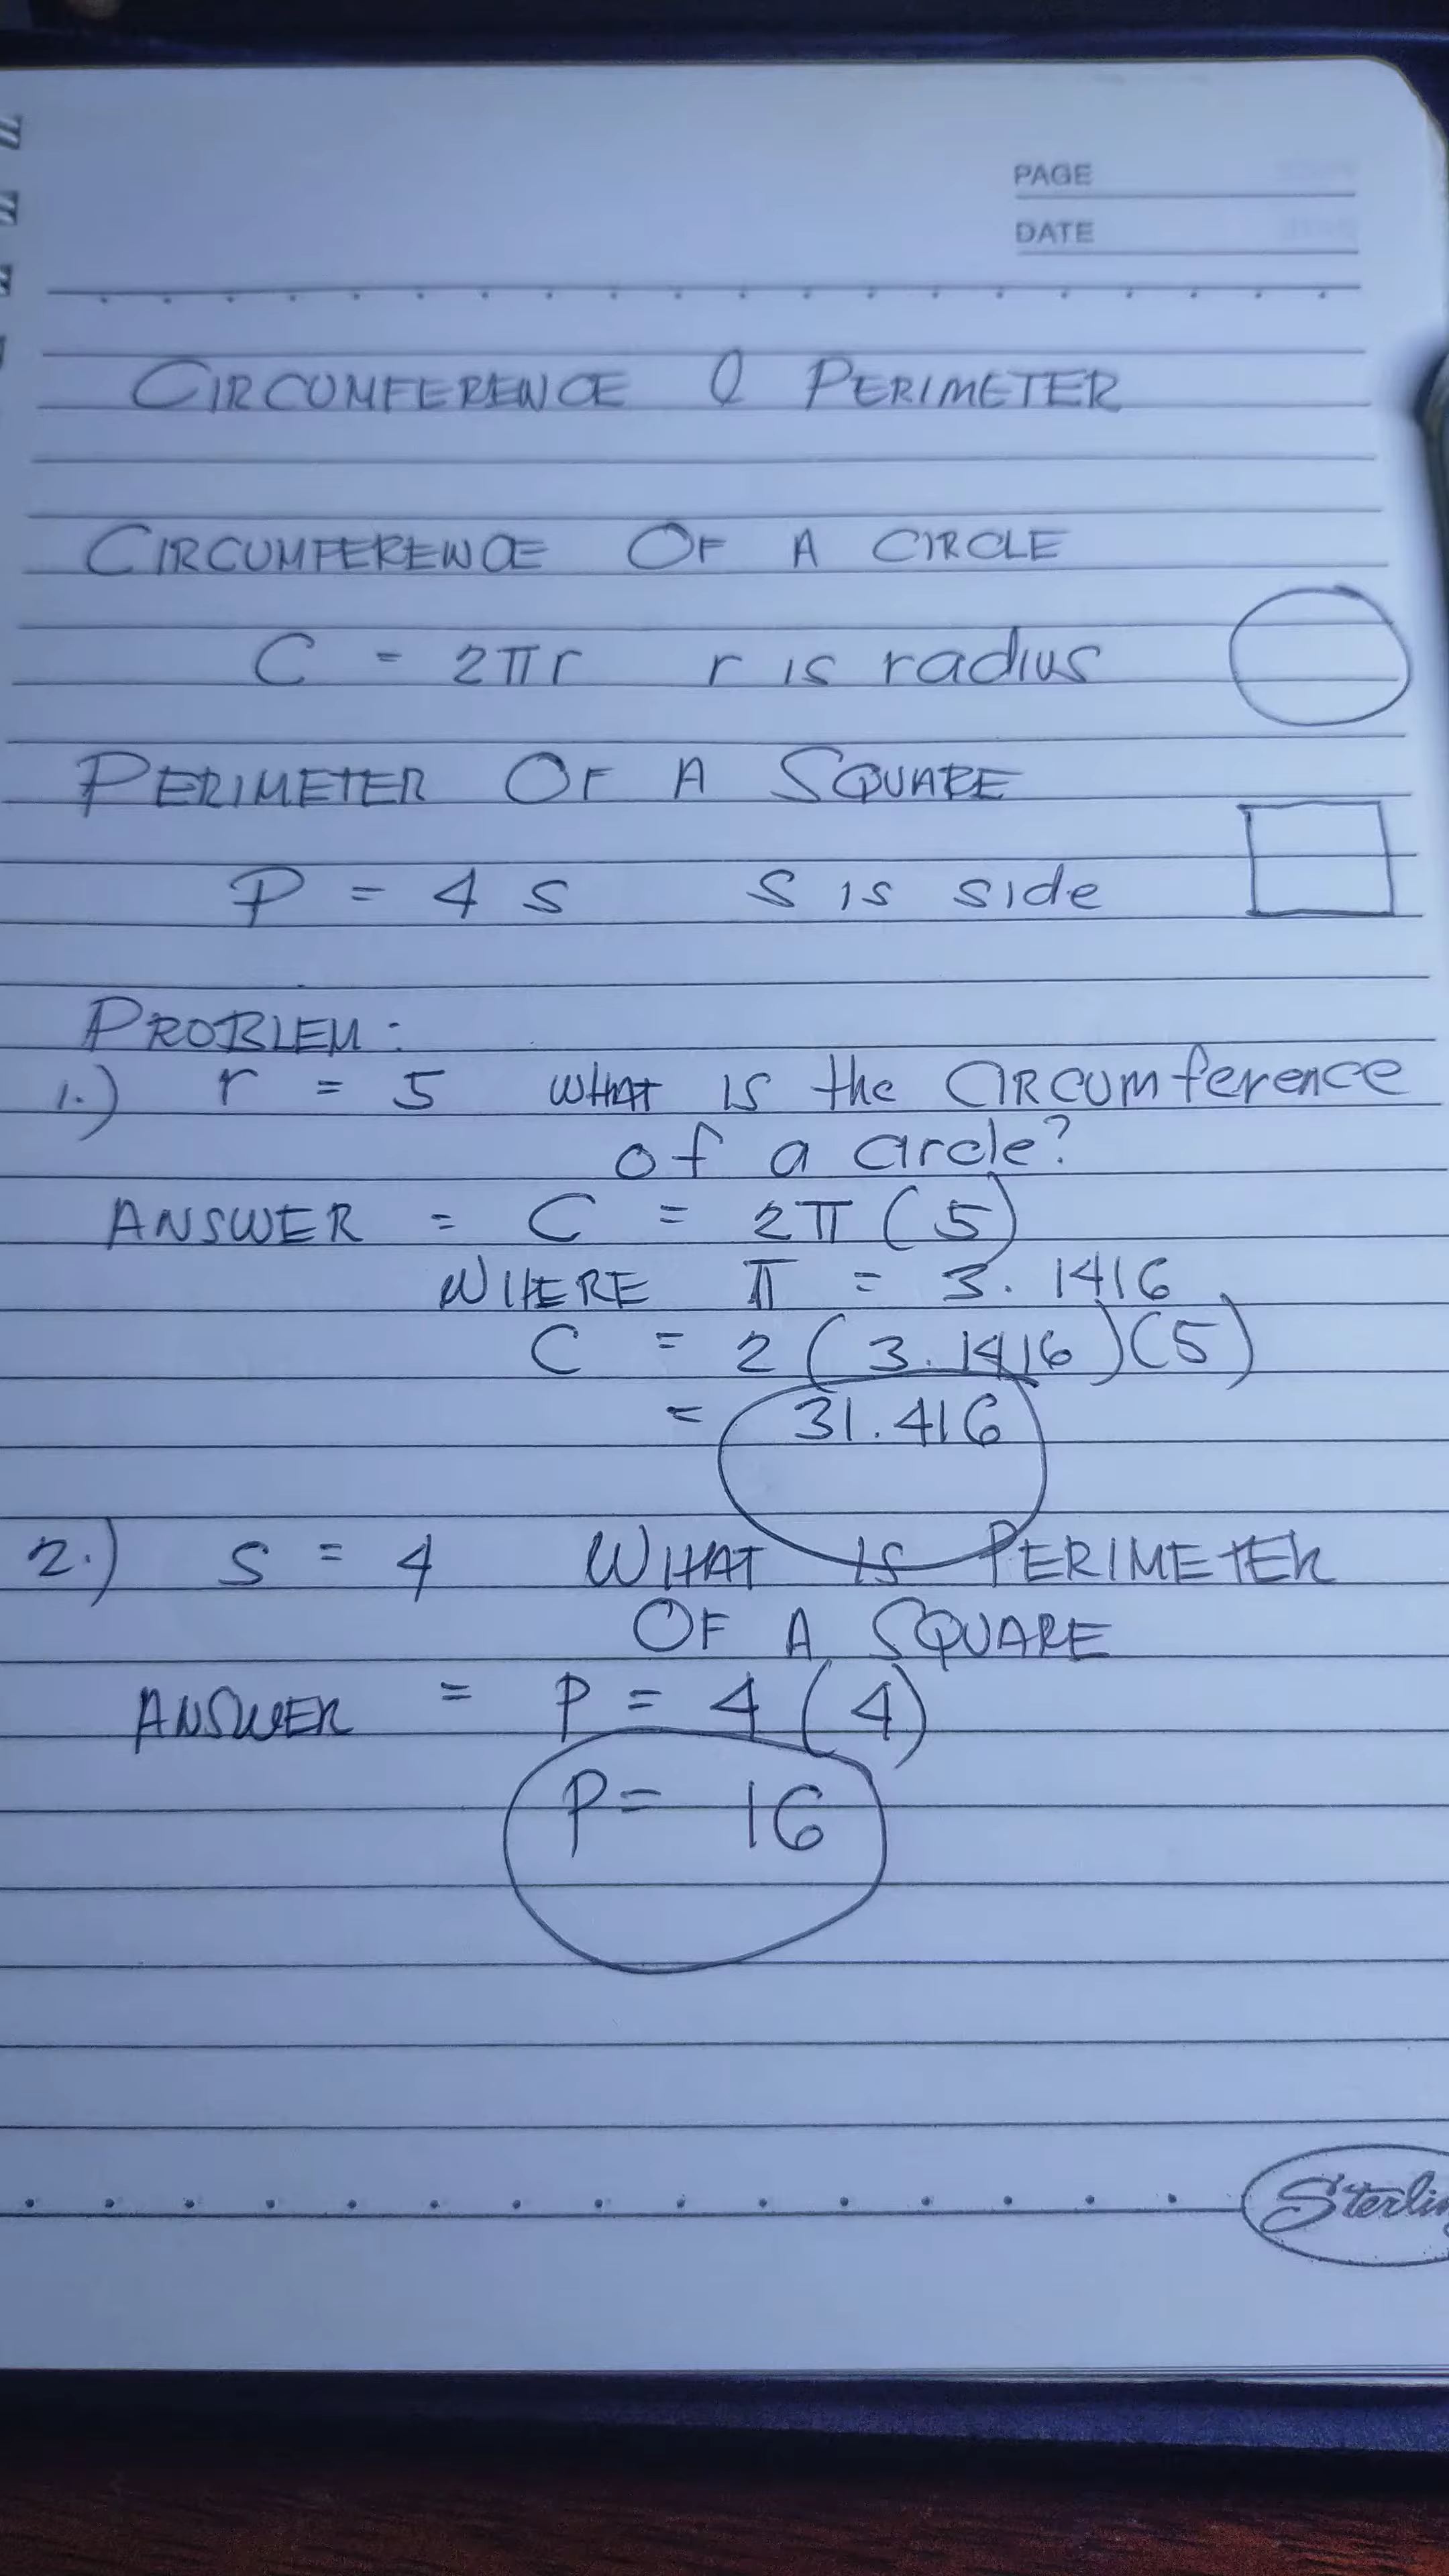 PAGE
DATE
CIRCUMFERENCE & PERIMETER
CIRCUMFERENCE OF A CIRCLE
C = 2πr r is radius
PERIMETER OF A SQUARE
P = 4 s s is side
PROBLEM:
1.) r = 5 WHAT IS the CIRCUMference
of a circle?
ANSWER = C = 2π (5)
WHERE π = 3.1416
C = 2 (3.1416)(5)
= 31.416
2.) s = 4 WHAT IS PERIMETER
OF A SQUARE
ANSWER = P = 4 (4)
P = 16